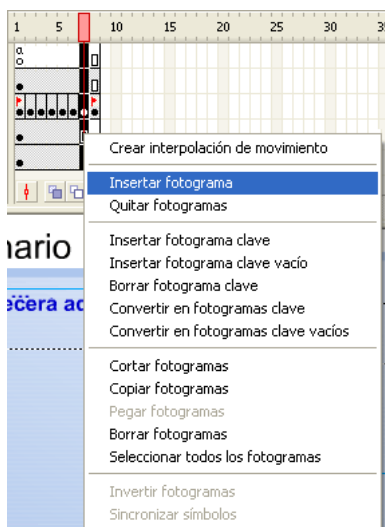 1 5 10 15 20 25 30
a
Crear interpolación de movimiento
Insertar fotograma
Quitar fotogramas
Insertar fotograma clave
Insertar fotograma clave vacío
Borrar fotograma clave
Convertir en fotogramas clave
Convertir en fotogramas clave vacíos
Cortar fotogramas
Copiar fotogramas
Pegar fotogramas
Borrar fotogramas
Seleccionar todos los fotogramas
Invertir fotogramas
Sincronizar símbolos
nario
ecera ac